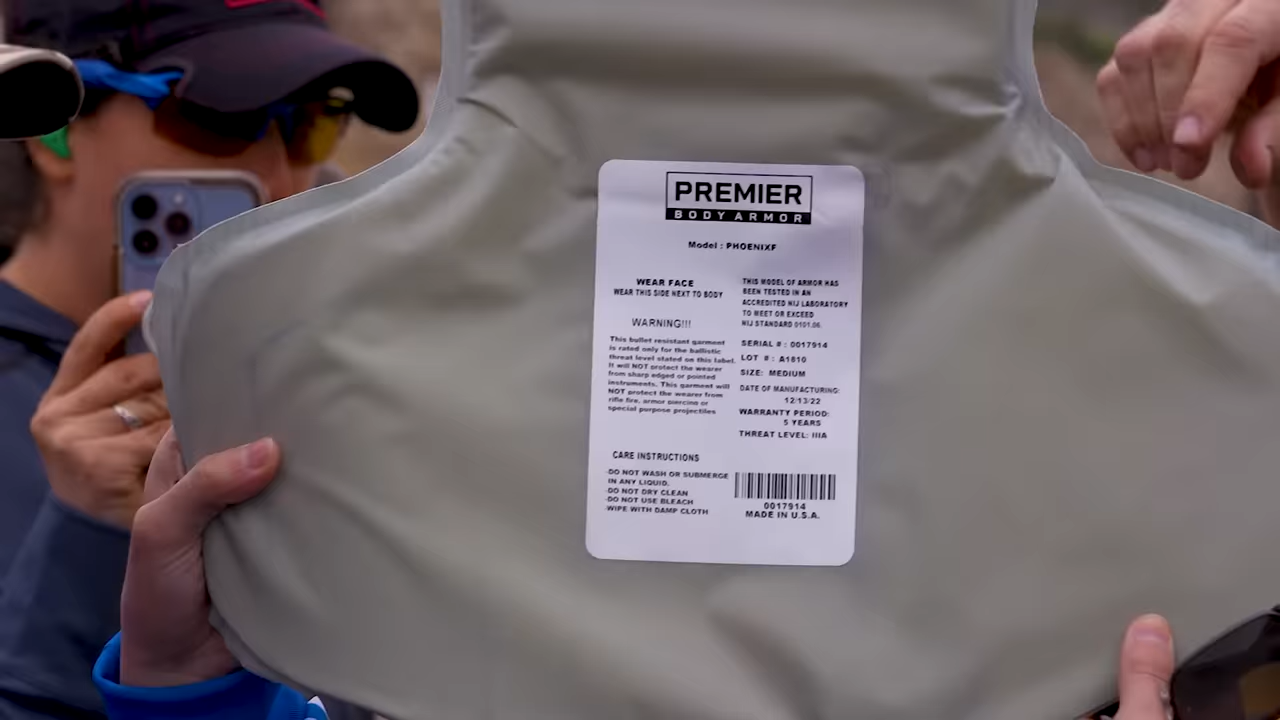 PREMIER
BODY ARMOR
Model : PHOENIXF
WEAR FACE
WEAR THIS SIDE NEXT TO BODY
WARNING!!!
This bullet resistant garment
is rated only for the ballistic
threat level stated on this label.
It will NOT protect the wearer
from sharp edged or pointed
instruments. This garment will
NOT protect the wearer from
rifle fire, armor piercing or
special purpose projectiles
CARE INSTRUCTIONS
-DO NOT WASH OR SUBMERGE
IN ANY LIQUID.
-DO NOT DRY CLEAN
-DO NOT USE BLEACH
-WIPE WITH DAMP CLOTH
THIS MODEL OF ARMOR HAS
BEEN TESTED IN AN
ACCREDITED NIJ LABORATORY
TO MEET OR EXCEED
NIJ STANDARD 0101.06
SERIAL # : 0017914
LOT # : A1810
SIZE: MEDIUM
DATE OF MANUFACTURING:
12/13/22
WARRANTY PERIOD:
5 YEARS
THREAT LEVEL: IIIA
0017914
MADE IN U.S.A.